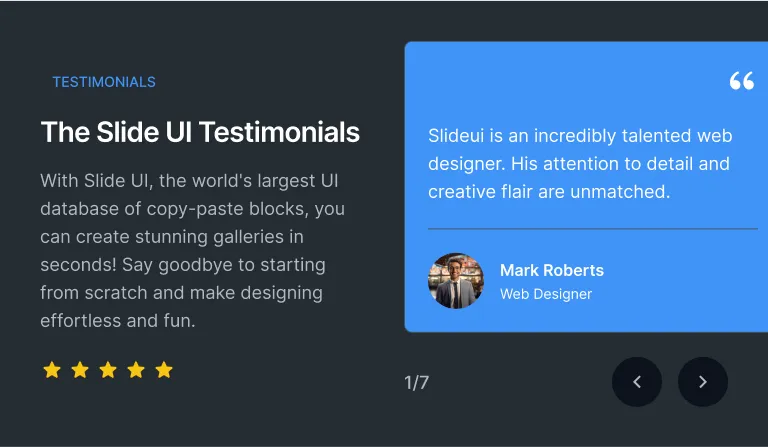 TESTIMONIALS
The Slide UI Testimonials
With Slide UI, the world's largest UI
database of copy-paste blocks, you
can create stunning galleries in
seconds! Say goodbye to starting
from scratch and make designing
effortless and fun.
“
Slideui is an incredibly talented web
designer. His attention to detail and
creative flair are unmatched.
Mark Roberts
Web Designer
1/7